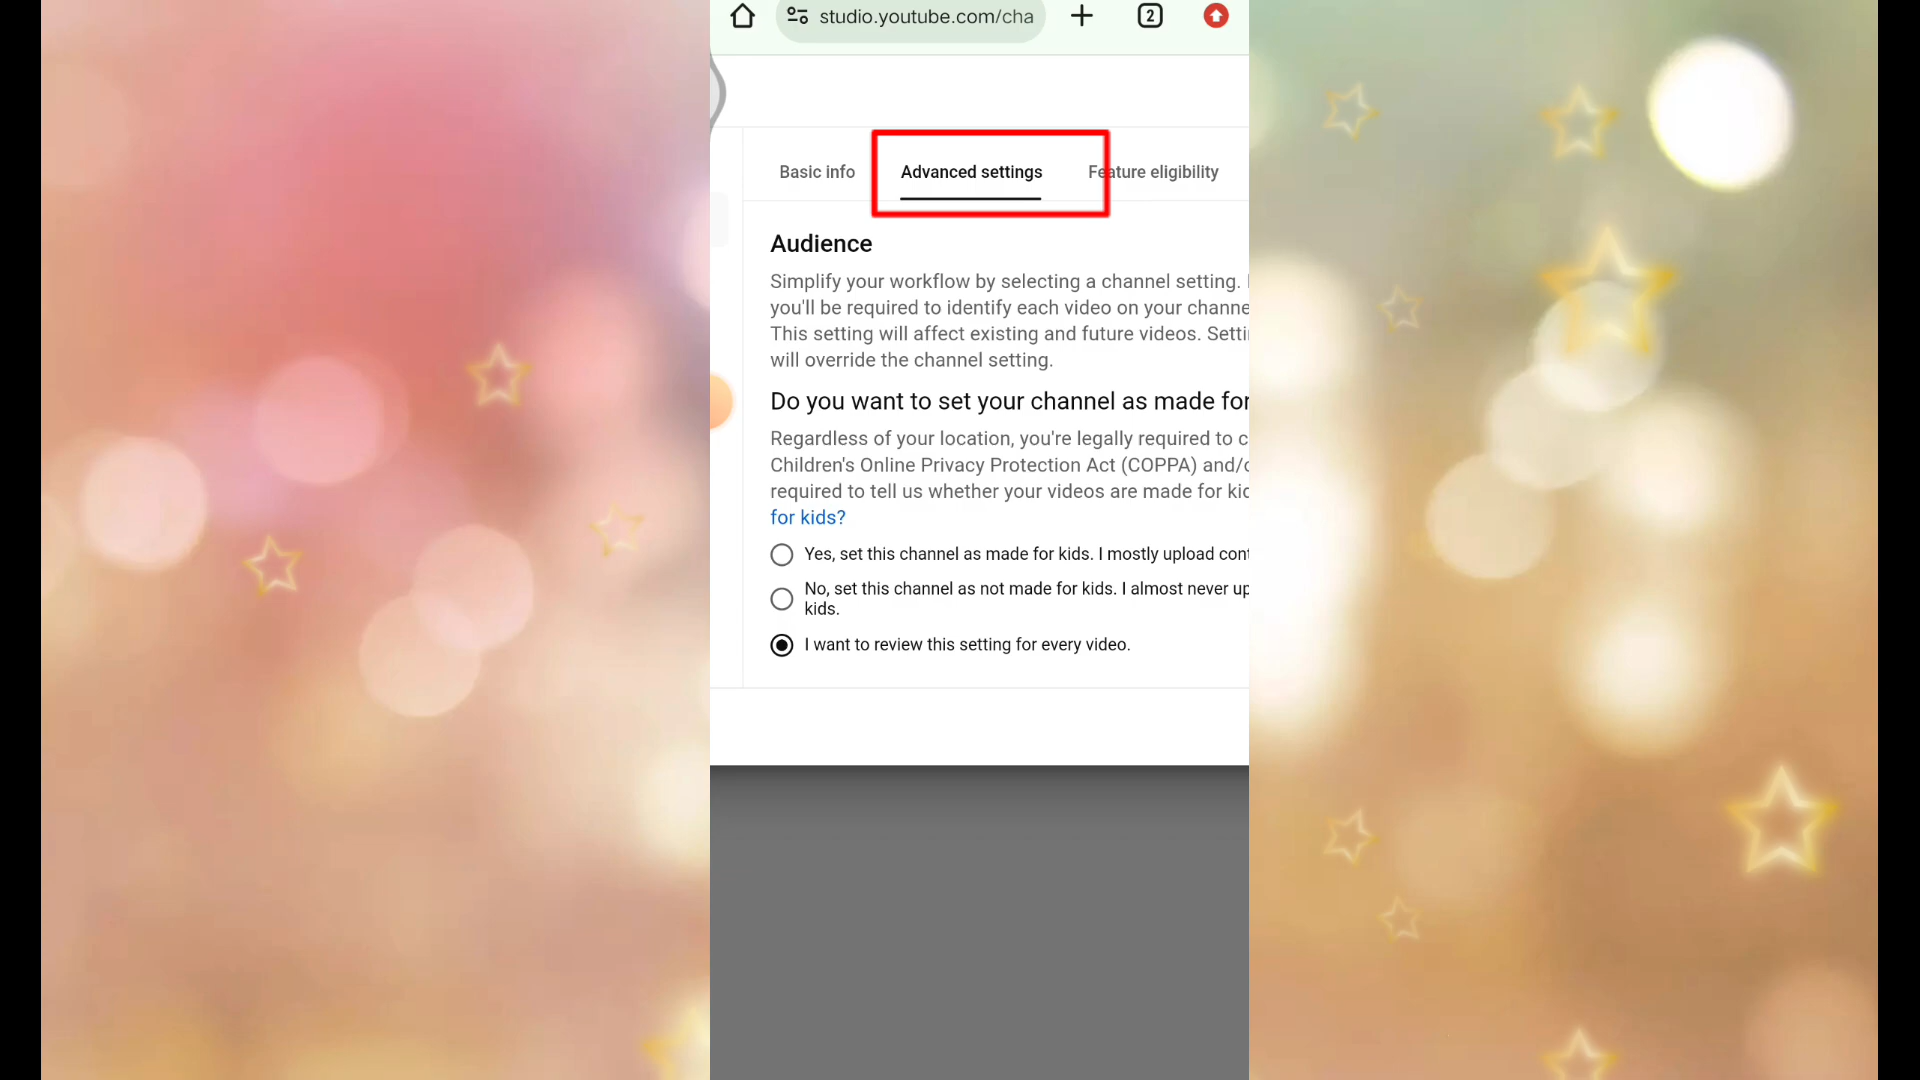 studio.youtube.com/cha
2
Basic info Advanced settings Feature eligibility
Audience
Simplify your workflow by selecting a channel setting.
you'll be required to identify each video on your channe
This setting will affect existing and future videos. Setti
will override the channel setting.
Do you want to set your channel as made for
Regardless of your location, you're legally required to c
Children's Online Privacy Protection Act (COPPA) and/o
required to tell us whether your videos are made for kid
for kids?
Yes, set this channel as made for kids. I mostly upload cont
No, set this channel as not made for kids. I almost never up
kids.
I want to review this setting for every video.